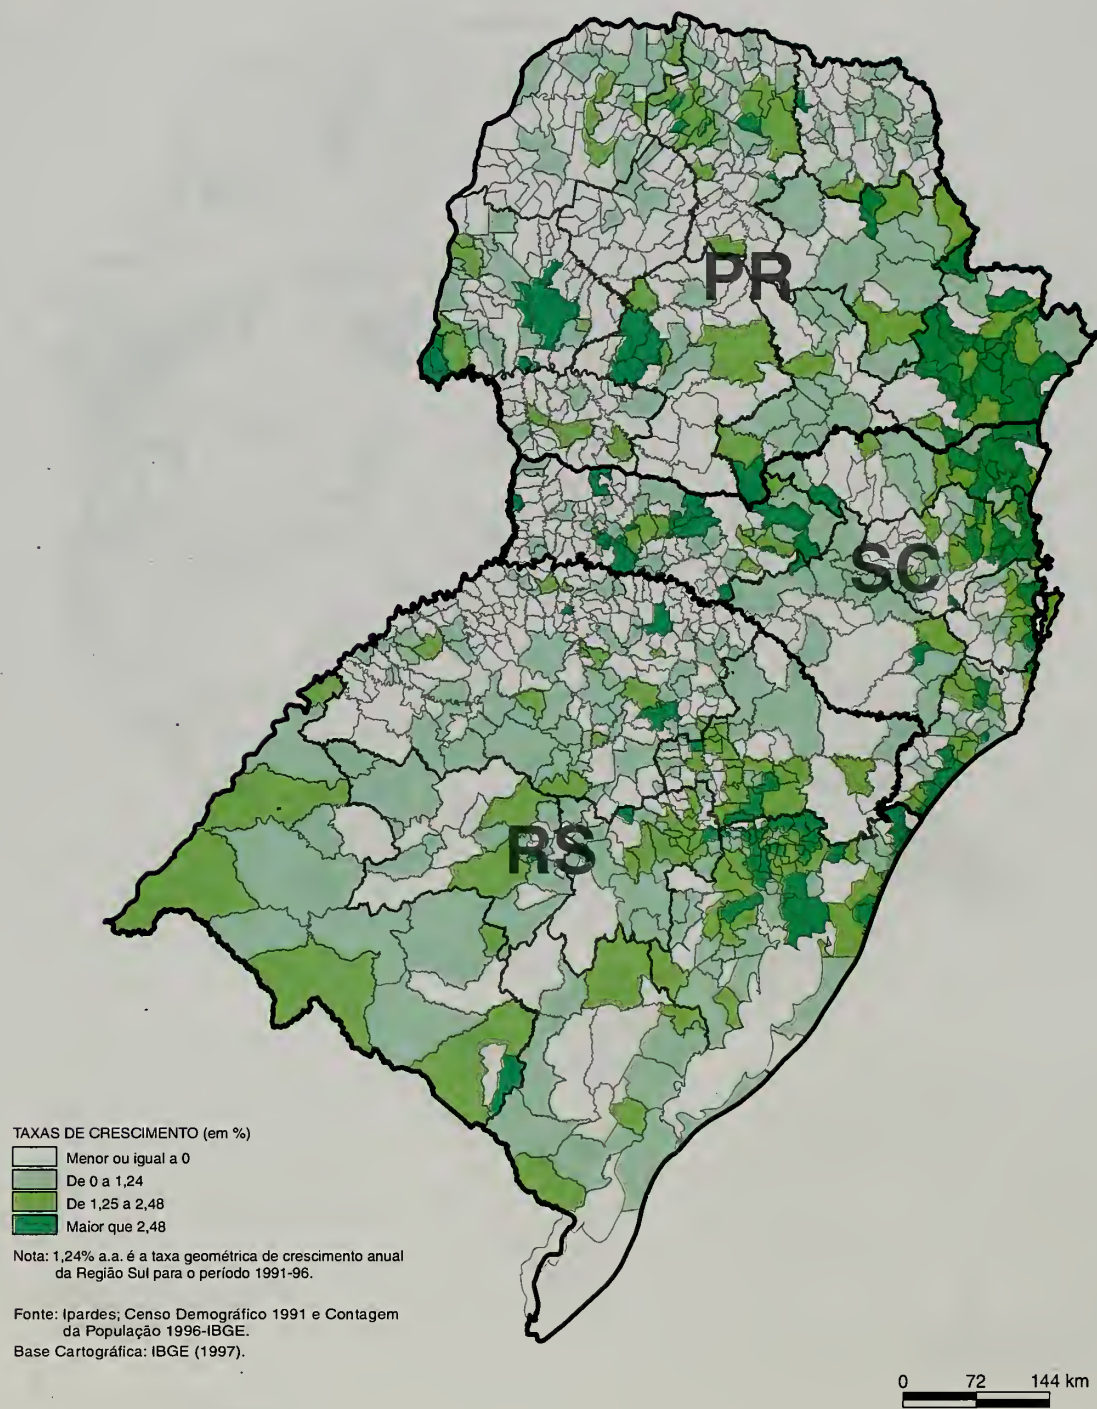 PR
SC
RS
TAXAS DE CRESCIMENTO (em %)
Menor ou igual a 0
De 0 a 1,24
De 1,25 a 2,48
Maior que 2,48
Nota: 1,24% a.a. é a taxa geométrica de crescimento anual
da Região Sul para o período 1991-96.
Fonte: Ipardes; Censo Demográfico 1991 e Contagem
da População 1996-IBGE.
Base Cartográfica: IBGE (1997).
0 72 144 km